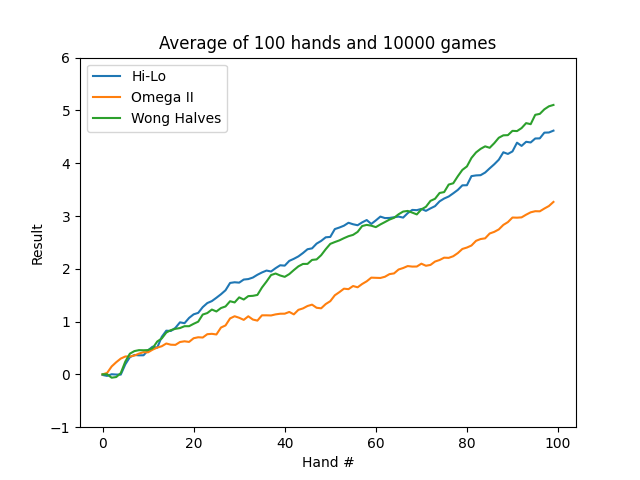 Average of 100 hands and 10000 games
Hi-Lo
Omega II
Wong Halves
6
5
4
3
2
1
0
−1
Result
0 20 40 60 80 100
Hand #